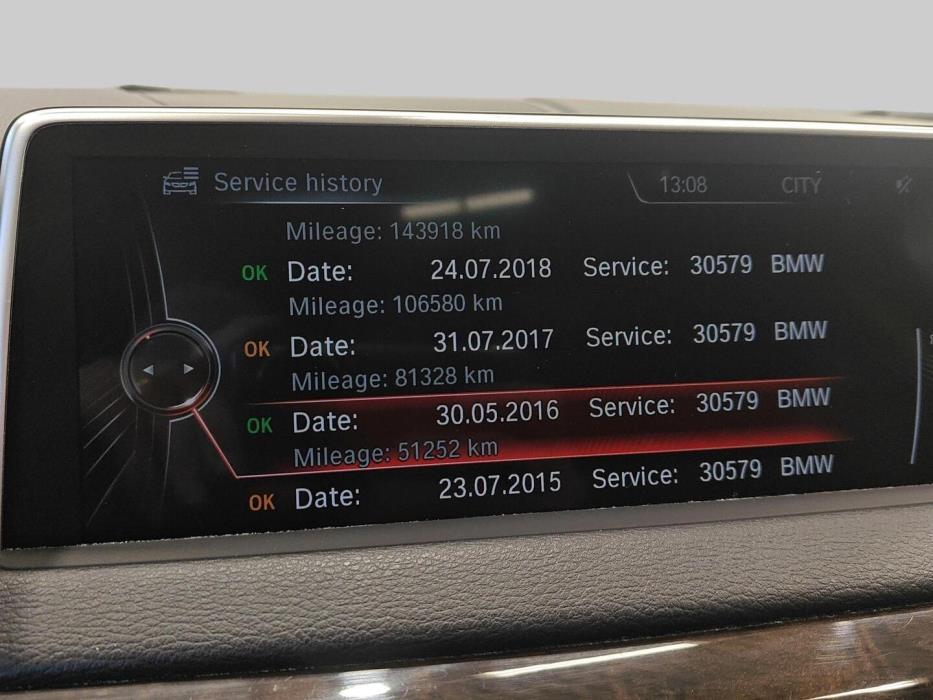 Service history 13:08 CITY
Mileage: 143918 km
OK Date: 24.07.2018 Service: 30579 BMW
Mileage: 106580 km
OK Date: 31.07.2017 Service: 30579 BMW
Mileage: 81328 km
OK Date: 30.05.2016 Service: 30579 BMW
Mileage: 51252 km
OK Date: 23.07.2015 Service: 30579 BMW